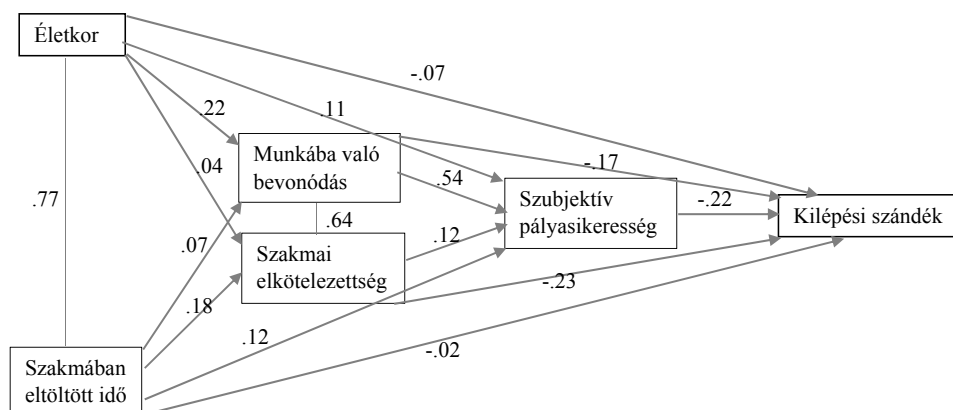 Életkor
-.07
.22
.11
Munkába való
bevonódás
-.17
.04
.54
.77
Szubjektív
pályasikeresség
-.22
Kilépési szándék
.64
.07
.12
Szakmai
elkötelezettség
-.23
.18
.12
-.02
Szakmában
eltöltött idő